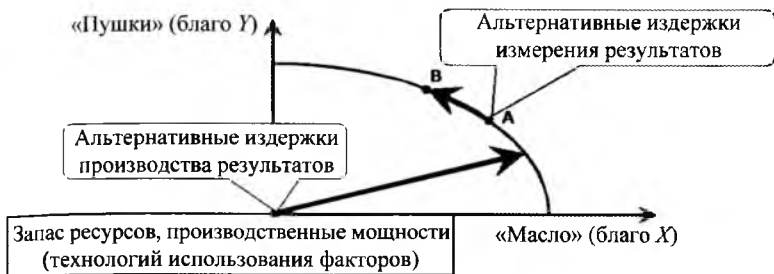 «Пушки» (благо Y)
Альтернативные издержки
измерения результатов
B
A
Альтернативные издержки
производства результатов
Запас ресурсов, производственные мощности
(технологий использования факторов)
«Масло» (благо X)